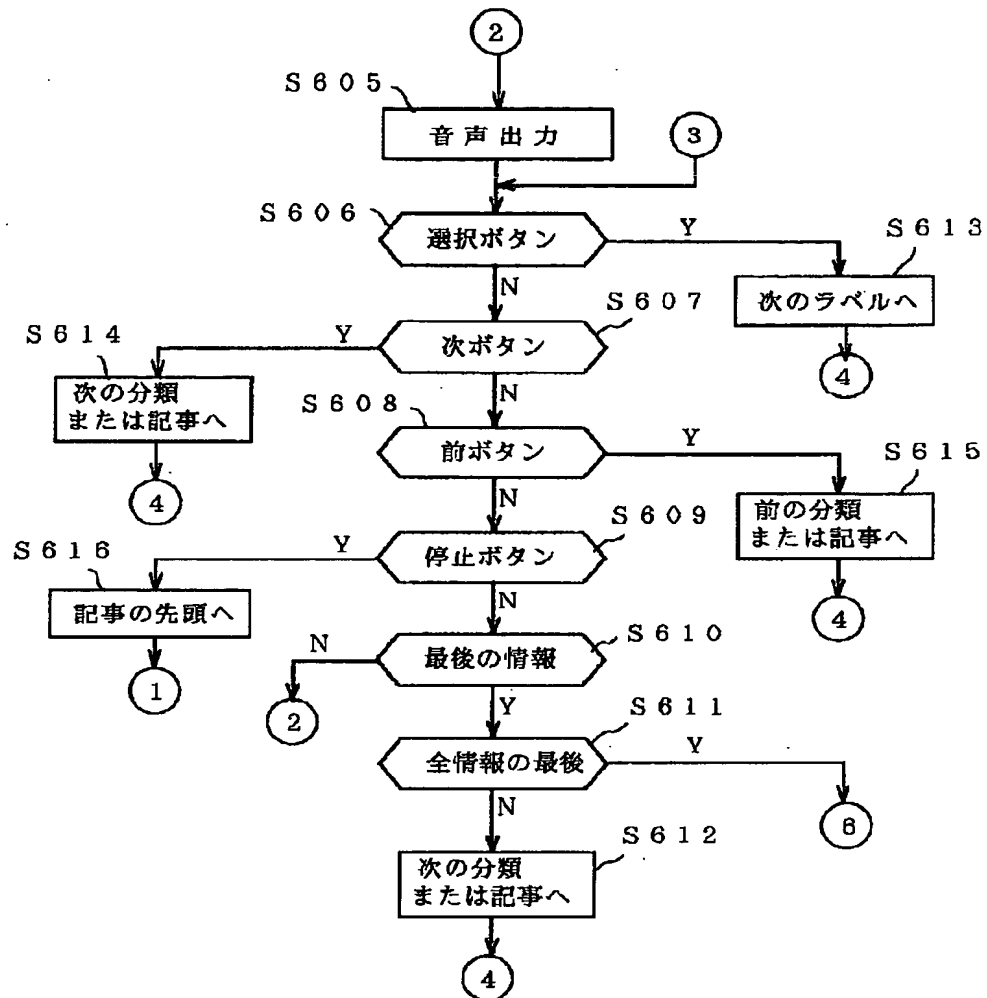 ②
S605
音声出力
③
S606
選択ボタン
Y
S613
次のラベルへ
④
N
S607
次ボタン
Y
S614
次の分類
または記事へ
④
N
S608
前ボタン
Y
S615
前の分類
または記事へ
④
N
S609
停止ボタン
Y
S616
記事の先頭へ
①
N
S610
最後の情報
N
②
Y
S611
全情報の最後
Y
⑥
N
S612
次の分類
または記事へ
④